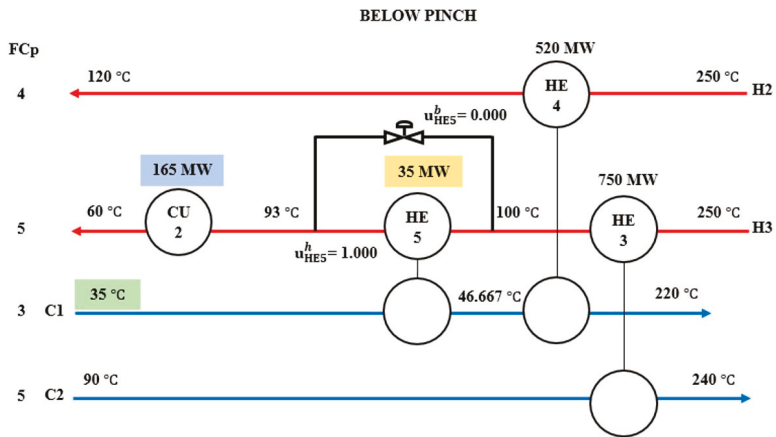 BELOW PINCH
FCp
520 MW
120 °C
HE
4
250 °C
4
H2
u^b_HE5 = 0.000
165 MW
35 MW
750 MW
60 °C
CU
2
93 °C
HE
5
100 °C
HE
3
250 °C
5
H3
u^h_HE5 = 1.000
35 °C
46.667 °C
220 °C
3 C1
90 °C
240 °C
5 C2